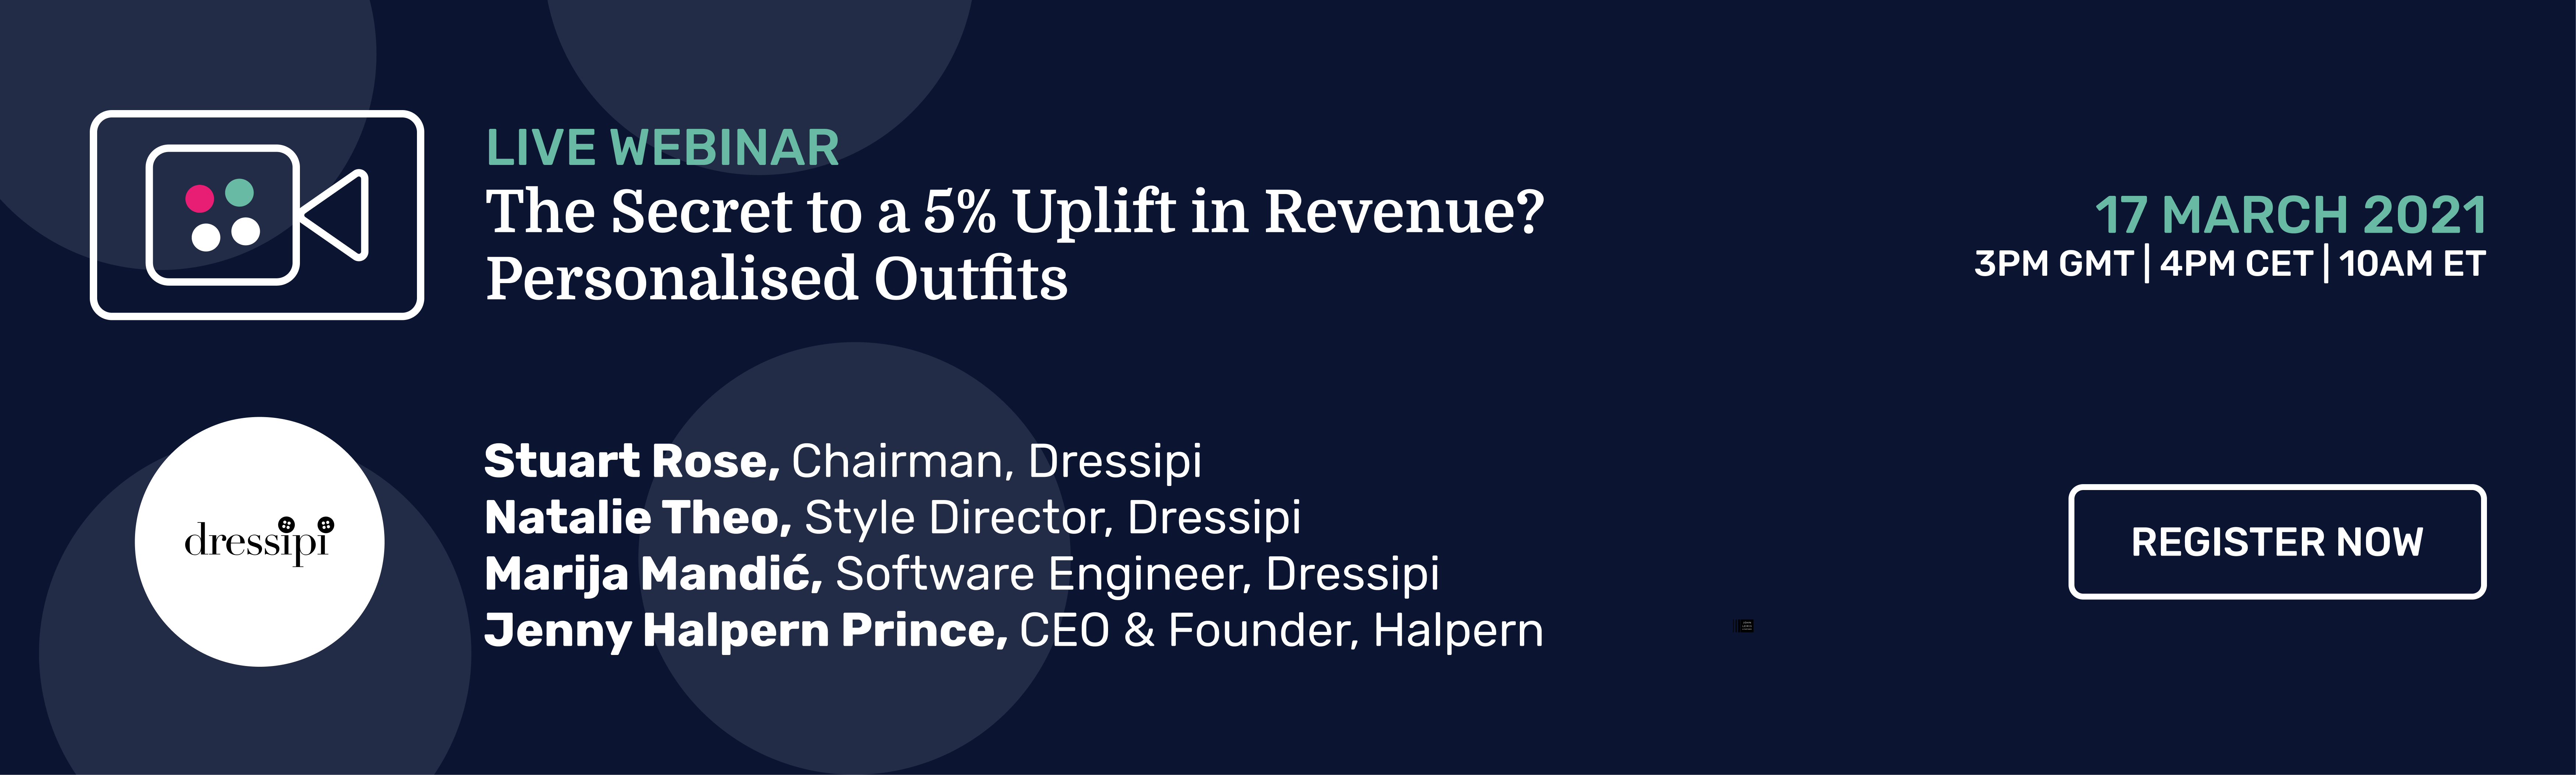 LIVE WEBINAR
The Secret to a 5% Uplift in Revenue?
Personalised Outfits
17 MARCH 2021
3PM GMT | 4PM CET | 10AM ET
dressipi
Stuart Rose, Chairman, Dressipi
Natalie Theo, Style Director, Dressipi
Marija Mandić, Software Engineer, Dressipi
Jenny Halpern Prince, CEO & Founder, Halpern
REGISTER NOW